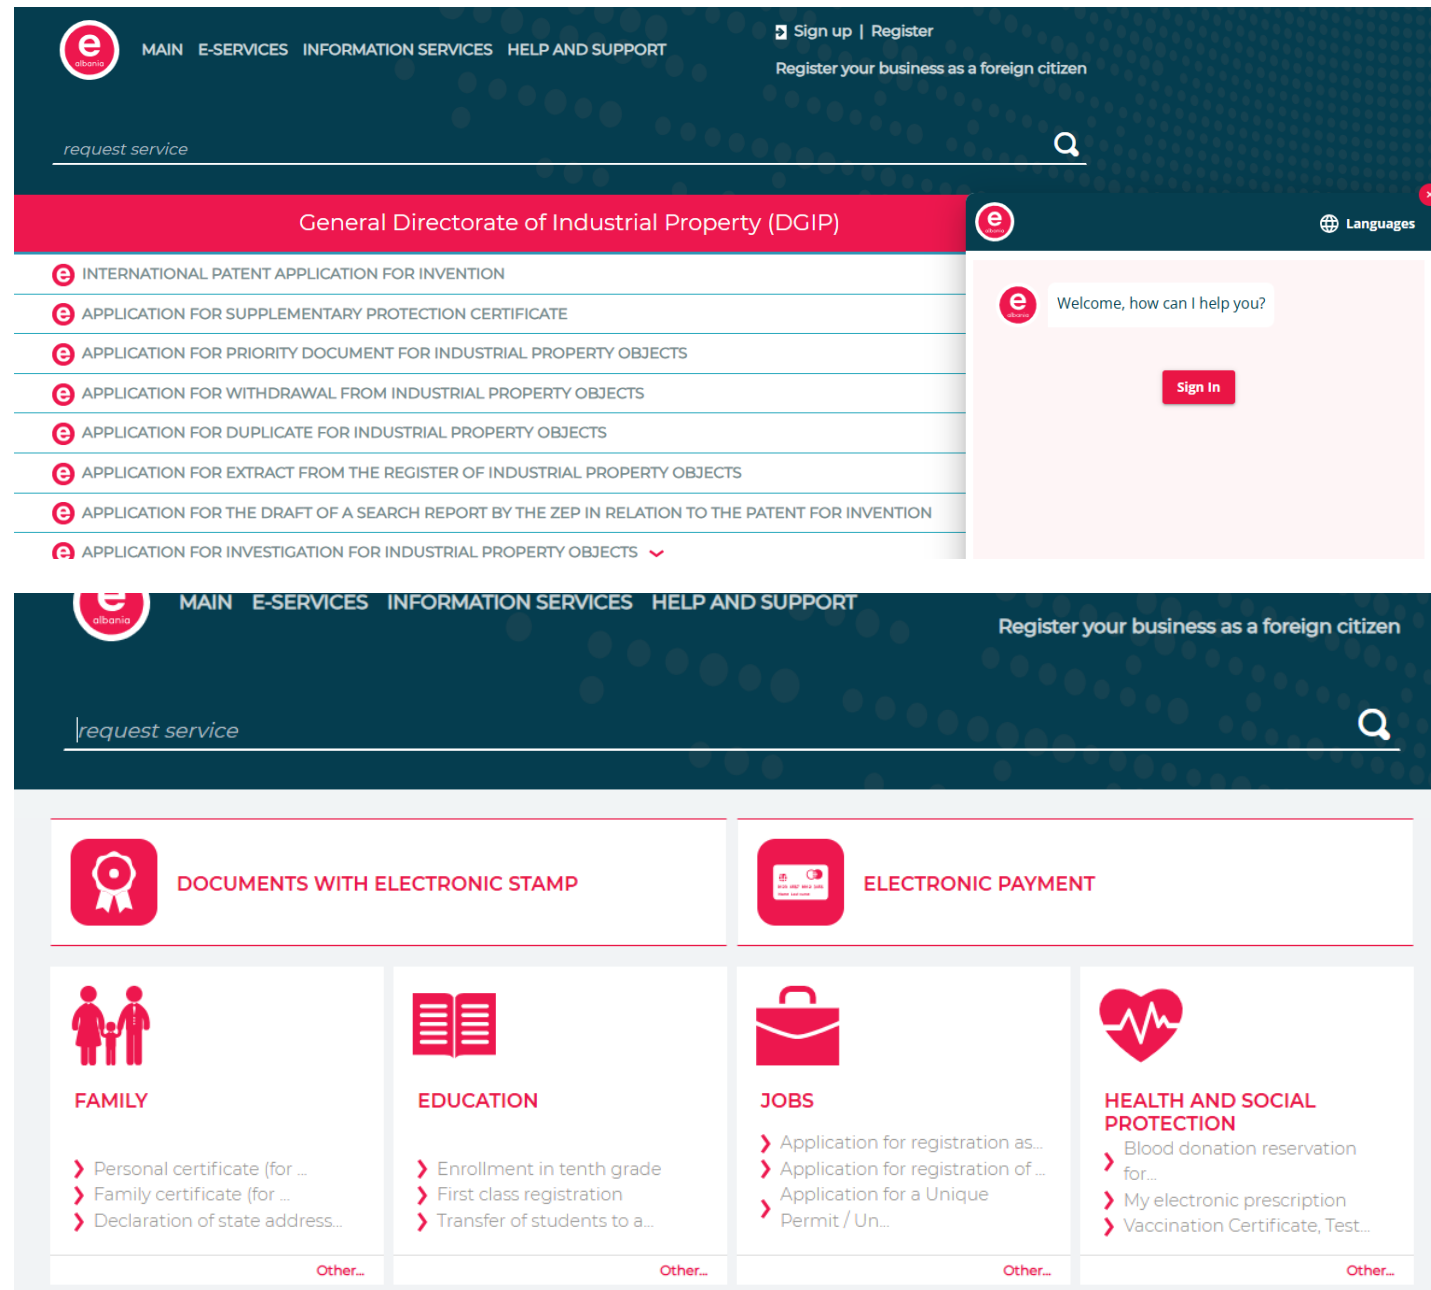 e
albania
MAIN E-SERVICES INFORMATION SERVICES HELP AND SUPPORT
Sign up | Register
Register your business as a foreign citizen
request service
General Directorate of Industrial Property (DGIP)
INTERNATIONAL PATENT APPLICATION FOR INVENTION
APPLICATION FOR SUPPLEMENTARY PROTECTION CERTIFICATE
APPLICATION FOR PRIORITY DOCUMENT FOR INDUSTRIAL PROPERTY OBJECTS
APPLICATION FOR WITHDRAWAL FROM INDUSTRIAL PROPERTY OBJECTS
APPLICATION FOR DUPLICATE FOR INDUSTRIAL PROPERTY OBJECTS
APPLICATION FOR EXTRACT FROM THE REGISTER OF INDUSTRIAL PROPERTY OBJECTS
APPLICATION FOR THE DRAFT OF A SEARCH REPORT BY THE ZEP IN RELATION TO THE PATENT FOR INVENTION
APPLICATION FOR INVESTIGATION FOR INDUSTRIAL PROPERTY OBJECTS
e
albania
Languages
e
albania
Welcome, how can I help you?
Sign In
albania
MAIN E-SERVICES INFORMATION SERVICES HELP AND SUPPORT
Register your business as a foreign citizen
request service
DOCUMENTS WITH ELECTRONIC STAMP
ELECTRONIC PAYMENT
FAMILY
Personal certificate (for ...
Family certificate (for ...
Declaration of state address...
Other...
EDUCATION
Enrollment in tenth grade
First class registration
Transfer of students to a...
Other...
JOBS
Application for registration as...
Application for registration of ...
Application for a Unique
Permit / Un...
Other...
HEALTH AND SOCIAL
PROTECTION
Blood donation reservation
for...
My electronic prescription
Vaccination Certificate, Test...
Other...